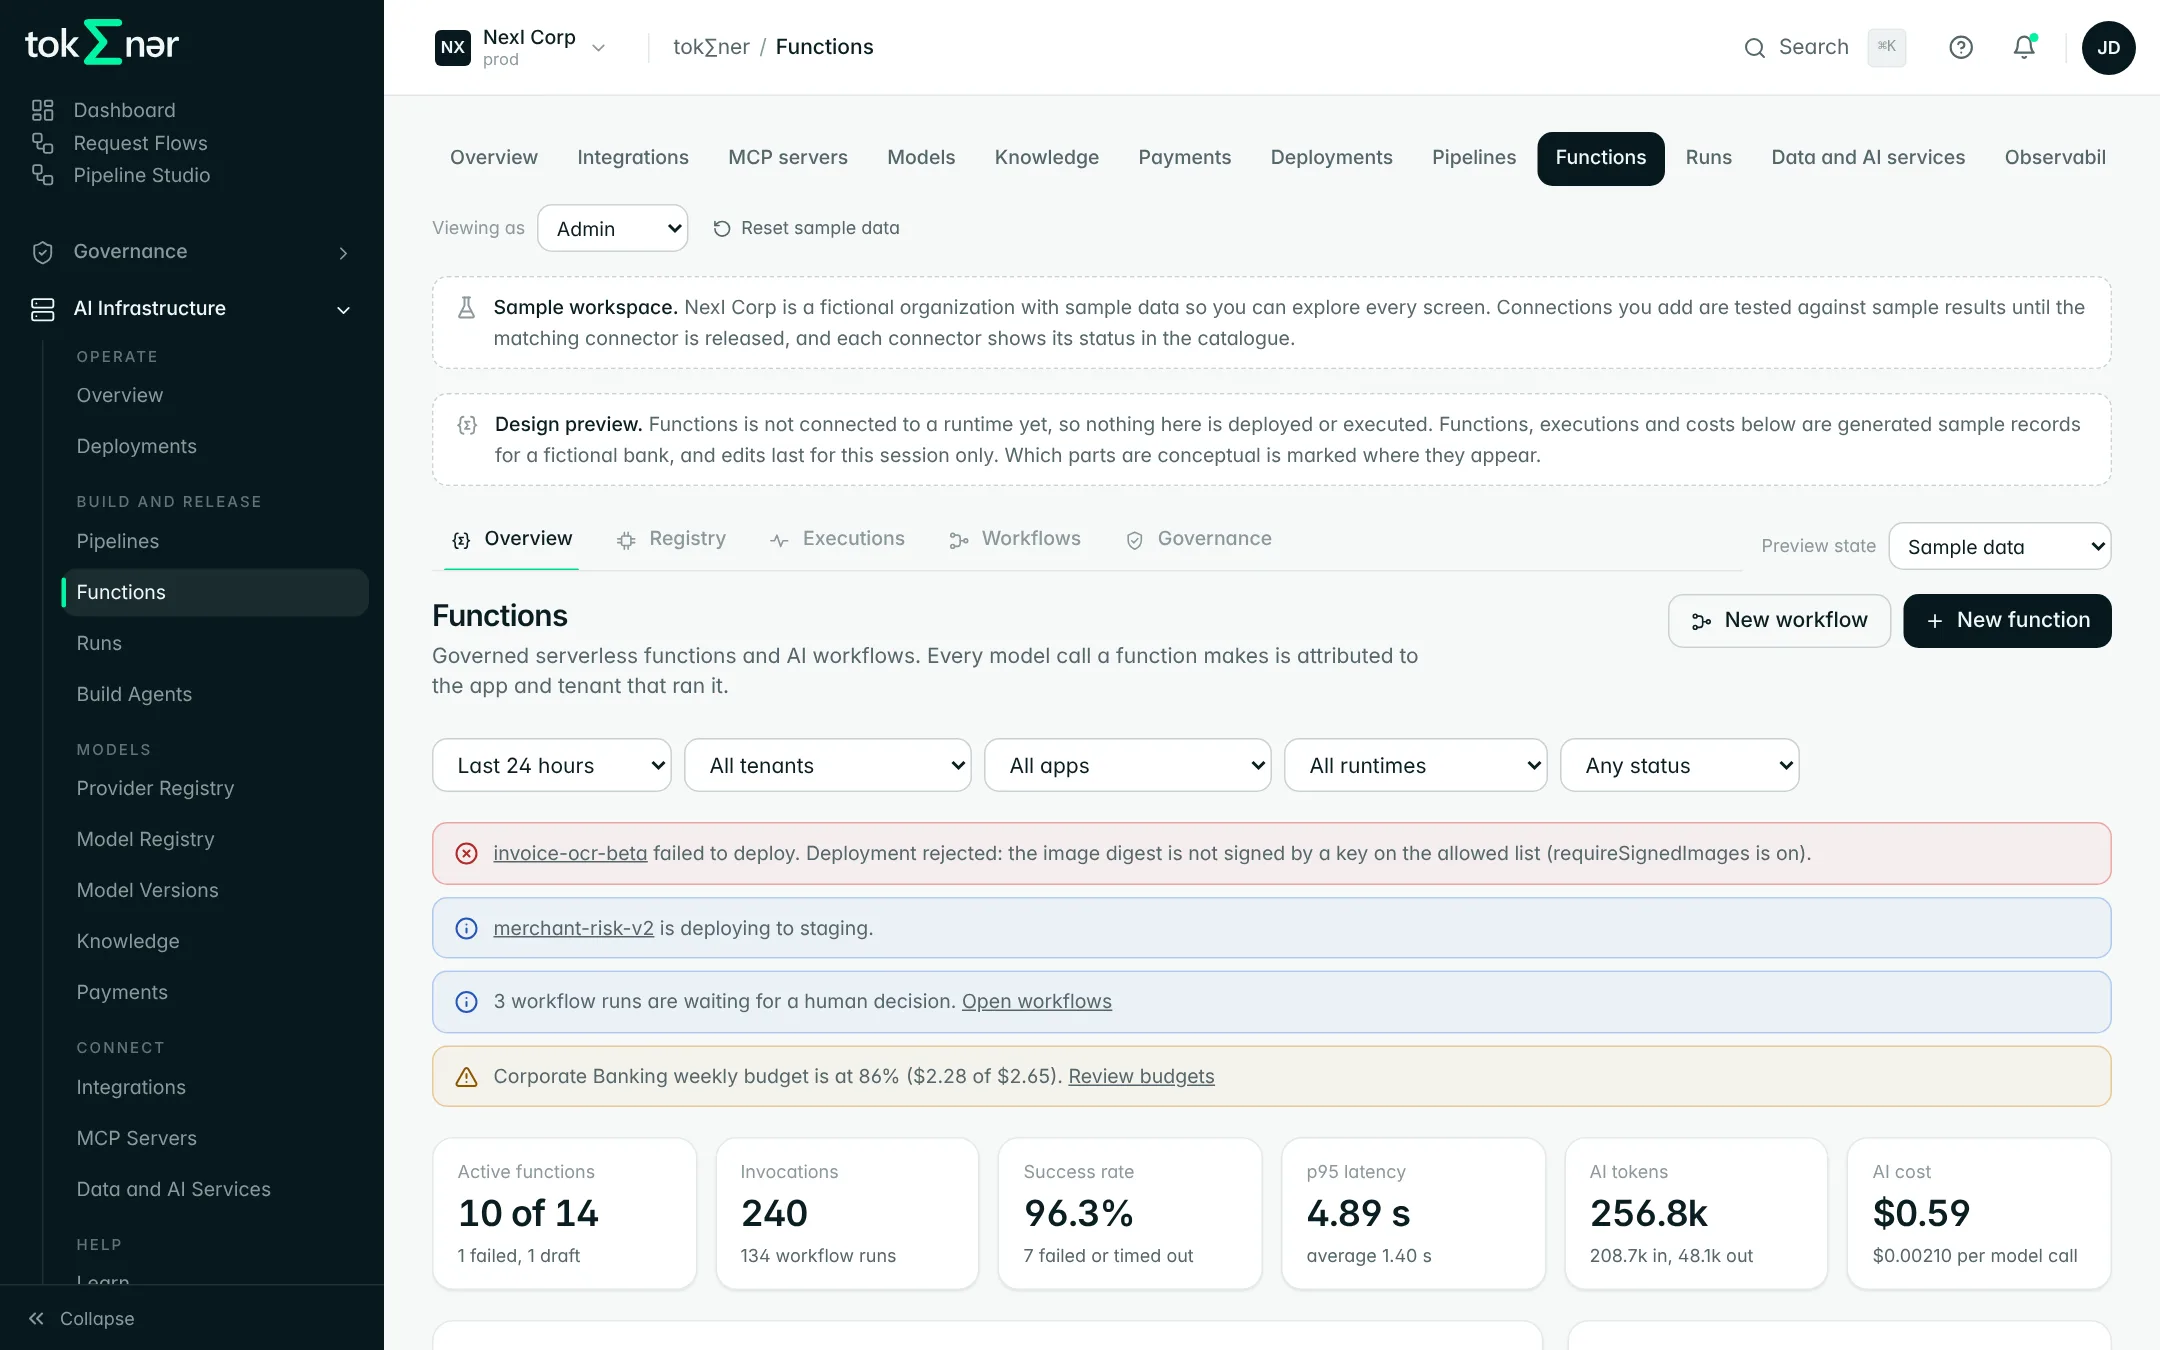 tokΣnər
Dashboard
Request Flows
Pipeline Studio
Governance
AI Infrastructure
OPERATE
Overview
Deployments
BUILD AND RELEASE
Pipelines
Functions
Runs
Build Agents
MODELS
Provider Registry
Model Registry
Model Versions
Knowledge
Payments
CONNECT
Integrations
MCP Servers
Data and AI Services
HELP
Learn
Collapse
NX
Nexl Corp
prod
tokΣner / Functions
Search
⌘K
JD
Overview
Integrations
MCP servers
Models
Knowledge
Payments
Deployments
Pipelines
Functions
Runs
Data and AI services
Observabil
Viewing as
Admin
Reset sample data
Sample workspace. Nexl Corp is a fictional organization with sample data so you can explore every screen. Connections you add are tested against sample results until the
matching connector is released, and each connector shows its status in the catalogue.
Design preview. Functions is not connected to a runtime yet, so nothing here is deployed or executed. Functions, executions and costs below are generated sample records
for a fictional bank, and edits last for this session only. Which parts are conceptual is marked where they appear.
Overview
Registry
Executions
Workflows
Governance
Preview state
Sample data
Functions
Governed serverless functions and AI workflows. Every model call a function makes is attributed to
the app and tenant that ran it.
New workflow
New function
Last 24 hours
All tenants
All apps
All runtimes
Any status
invoice-ocr-beta failed to deploy. Deployment rejected: the image digest is not signed by a key on the allowed list (requireSignedImages is on).
merchant-risk-v2 is deploying to staging.
3 workflow runs are waiting for a human decision. Open workflows
Corporate Banking weekly budget is at 86% ($2.28 of $2.65). Review budgets
Active functions
10 of 14
1 failed, 1 draft
Invocations
240
134 workflow runs
Success rate
96.3%
7 failed or timed out
p95 latency
4.89 s
average 1.40 s
AI tokens
256.8k
208.7k in, 48.1k out
AI cost
$0.59
$0.00210 per model call